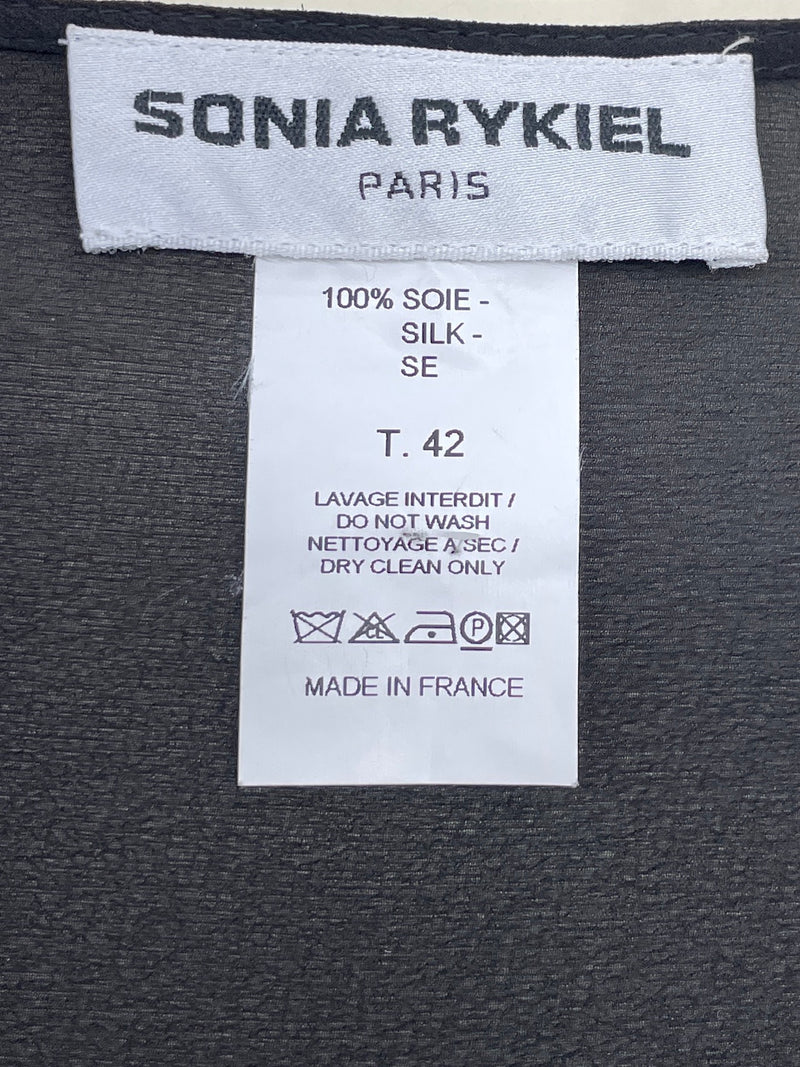 SONIA RYKIEL
PARIS
100% SOIE -
SILK -
SE
T. 42
LAVAGE INTERDIT /
DO NOT WASH
NETTOYAGE A SEC /
DRY CLEAN ONLY
CL P
MADE IN FRANCE